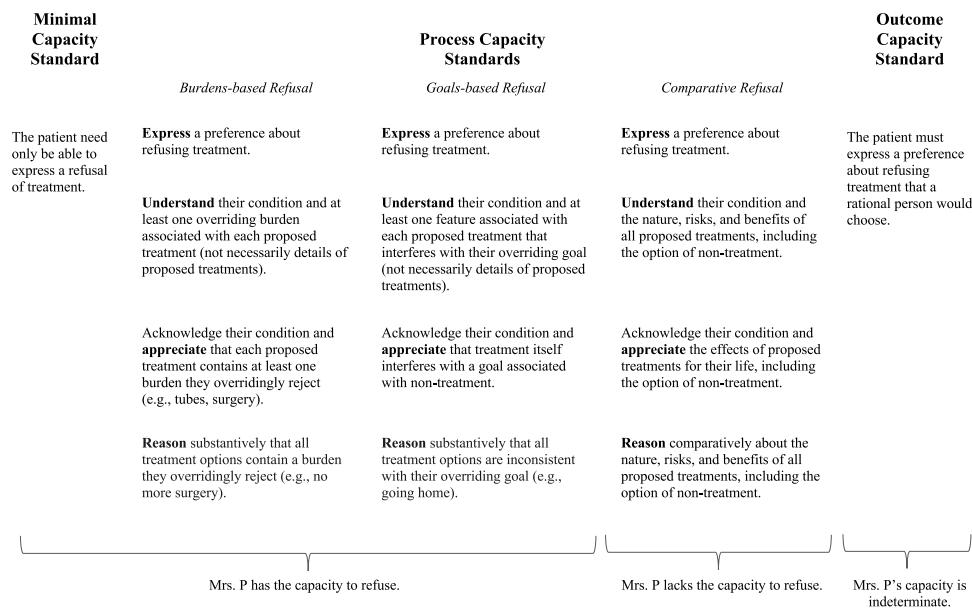 Minimal
Capacity
Standard
Process Capacity
Standards
Outcome
Capacity
Standard
Burdens-based Refusal
Goals-based Refusal
Comparative Refusal
The patient need
only be able to
express a refusal
of treatment.
Express a preference about
refusing treatment.
Understand their condition and at
least one overriding burden
associated with each proposed
treatment (not necessarily details of
proposed treatments).
Acknowledge their condition and
appreciate that each proposed
treatment contains at least one
burden they overridingly reject
(e.g., tubes, surgery).
Reason substantively that all
treatment options contain a burden
they overridingly reject (e.g., no
more surgery).
Express a preference about
refusing treatment.
Understand their condition and at
least one feature associated with
each proposed treatment that
interferes with their overriding goal
(not necessarily details of proposed
treatments).
Acknowledge their condition and
appreciate that treatment itself
interferes with a goal associated
with non-treatment.
Reason substantively that all
treatment options are inconsistent
with their overriding goal (e.g.,
going home).
Express a preference about
refusing treatment.
Understand their condition and
the nature, risks, and benefits of
all proposed treatments, including
the option of non-treatment.
Acknowledge their condition and
appreciate the effects of proposed
treatments for their life, including
the option of non-treatment.
Reason comparatively about the
nature, risks, and benefits of all
proposed treatments, including the
option of non-treatment.
The patient must
express a preference
about refusing
treatment that a
rational person would
choose.
Mrs. P has the capacity to refuse.
Mrs. P lacks the capacity to refuse.
Mrs. P's capacity is
indeterminate.